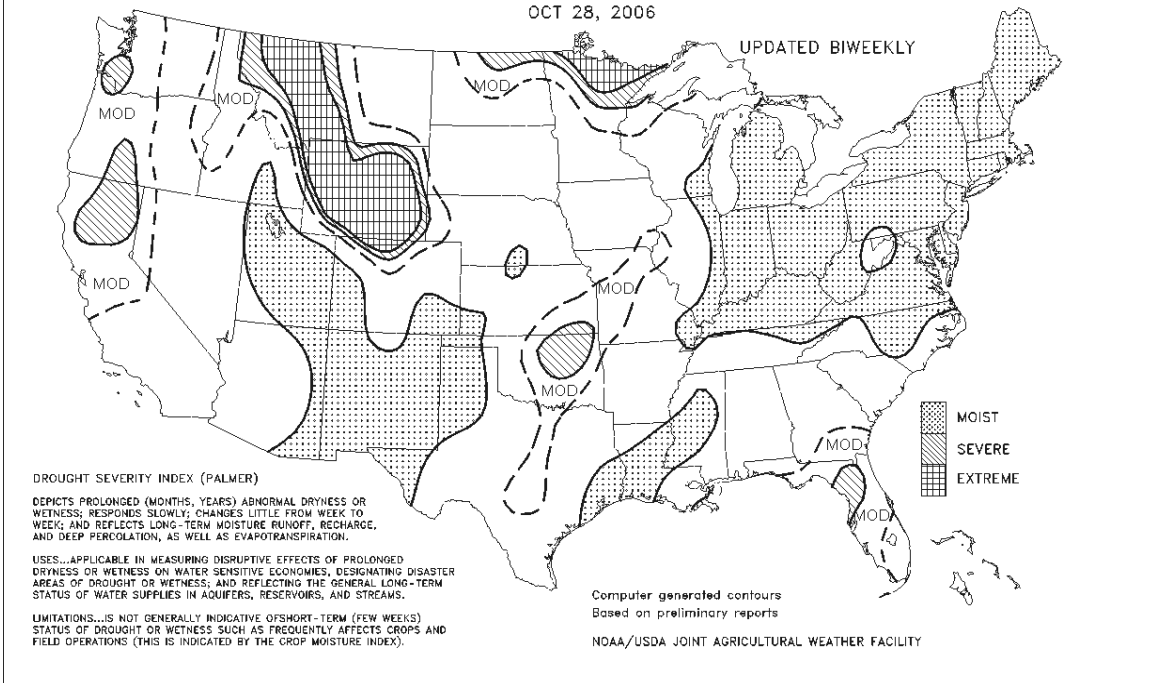 OCT 28, 2006
UPDATED BIWEEKLY
MOD
MOD
MOD
MOD
MOD
MOD
MOD
MOD
MOIST
SEVERE
EXTREME
DROUGHT SEVERITY INDEX (PALMER)
DEPICTS PROLONGED (MONTHS, YEARS) ABNORMAL DRYNESS OR
WETNESS; RESPONDS SLOWLY; CHANGES LITTLE FROM WEEK TO
WEEK; AND REFLECTS LONG-TERM MOISTURE RUNOFF, RECHARGE,
AND DEEP PERCOLATION, AS WELL AS EVAPOTRANSPIRATION.
USES...APPLICABLE IN MEASURING DISRUPTIVE EFFECTS OF PROLONGED
DRYNESS OR WETNESS ON WATER SENSITIVE ECONOMIES, DESIGNATING DISASTER
AREAS OF DROUGHT OR WETNESS; AND REFLECTING THE GENERAL LONG-TERM
STATUS OF WATER SUPPLIES IN AQUIFERS, RESERVOIRS, AND STREAMS.
LIMITATIONS...IS NOT GENERALLY INDICATIVE OFSHORT-TERM (FEW WEEKS)
STATUS OF DROUGHT OR WETNESS SUCH AS FREQUENTLY AFFECTS CROPS AND
FIELD OPERATIONS (THIS IS INDICATED BY THE CROP MOISTURE INDEX).
Computer generated contours
Based on preliminary reports
NOAA/USDA JOINT AGRICULTURAL WEATHER FACILITY